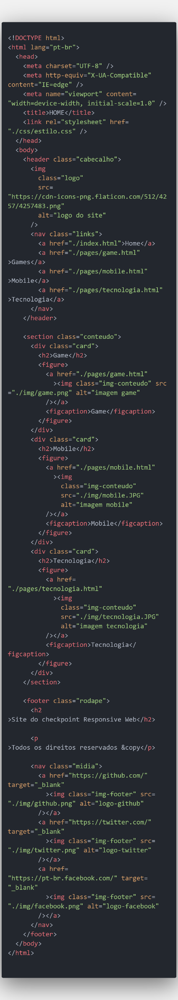 <!DOCTYPE html>
<html lang="pt-br">
  <head>
    <meta charset="UTF-8" />
    <meta http-equiv="X-UA-Compatible"
content="IE=edge" />
    <meta name="viewport" content=
"width=device-width, initial-scale=1.0" />
    <title>HOME</title>
    <link rel="stylesheet" href=
"./css/estilo.css" />
  </head>
  <body>
    <header class="cabecalho">
      <img
        class="logo"
        src=
"https://cdn-icons-png.flaticon.com/512/42
57/4257483.png"
        alt="logo do site"
      />
      <nav class="links">
        <a href="./index.html">Home</a>
        <a href="./pages/game.html"
>Games</a>
        <a href="./pages/mobile.html"
>Mobile</a>
        <a href="./pages/tecnologia.html"
>Tecnologia</a>
      </nav>
    </header>

    <section class="conteudo">
      <div class="card">
        <h2>Game</h2>
        <figure>
          <a href="./pages/game.html"
            ><img class="img-conteudo" src
="./img/game.png" alt="imagem game"
          /></a>
          <figcaption>Game</figcaption>
        </figure>
      </div>
      <div class="card">
        <h2>Mobile</h2>
        <figure>
          <a href="./pages/mobile.html"
            ><img
              class="img-conteudo"
              src="./img/mobile.JPG"
              alt="imagem mobile"
          /></a>
          <figcaption>Mobile</figcaption>
        </figure>
      </div>
      <div class="card">
        <h2>Tecnologia</h2>
        <figure>
          <a href=
"./pages/tecnologia.html"
            ><img
              class="img-conteudo"
              src="./img/tecnologia.JPG"
              alt="imagem tecnologia"
          /></a>
          <figcaption>Tecnologia</
figcaption>
        </figure>
      </div>
    </section>

    <footer class="rodape">
      <h2
>Site do checkpoint Responsive Web</h2>

      <p
>Todos os direitos reservados &copy</p>

      <nav class="midia">
        <a href="https://github.com/"
target="_blank"
          ><img class="img-footer" src=
"./img/github.png" alt="logo-github"
        /></a>
        <a href="https://twitter.com/"
target="_blank"
          ><img class="img-footer" src=
"./img/twitter.png" alt="logo-twitter"
        /></a>
        <a href=
"https://pt-br.facebook.com/" target=
"_blank"
          ><img class="img-footer" src=
"./img/facebook.png" alt="logo-facebook"
        /></a>
      </nav>
    </footer>
  </body>
</html>